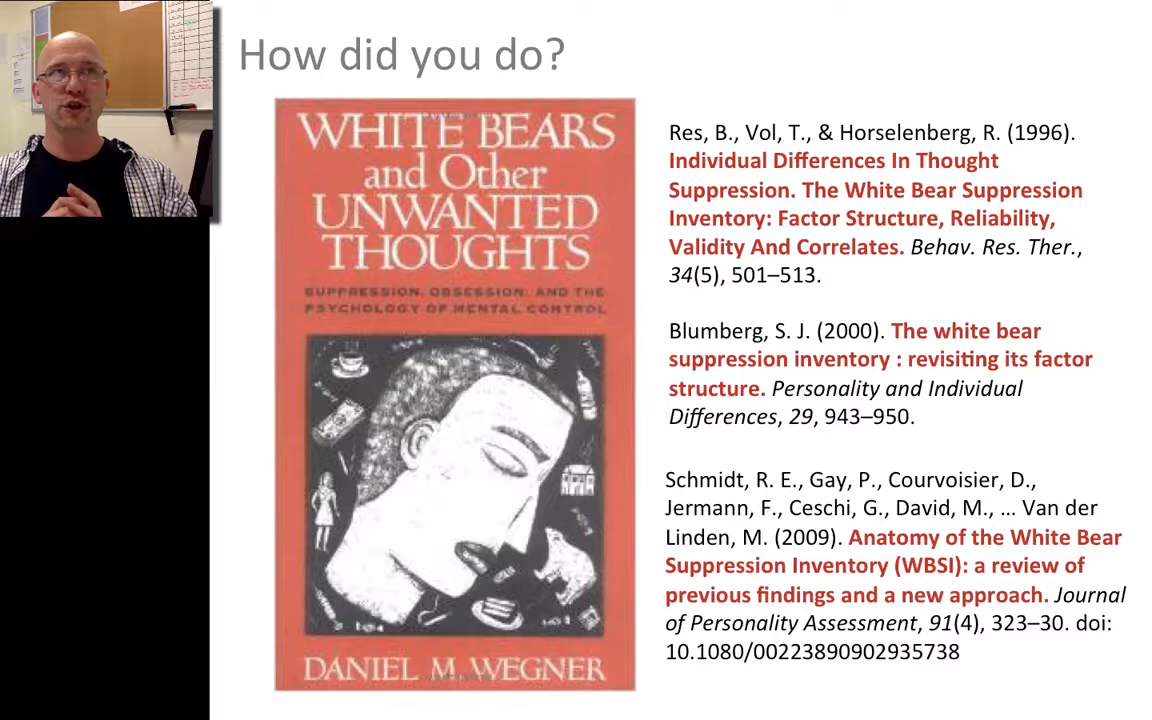 How did you do?
WHITE BEARS
and Other
UNWANTED
THOUGHTS
SUPPRESSION, OBSESSION, AND THE
PSYCHOLOGY OF MENTAL CONTROL
DANIEL M. WEGNER
Res, B., Vol, T., & Horselenberg, R. (1996).
Individual Differences In Thought
Suppression. The White Bear Suppression
Inventory: Factor Structure, Reliability,
Validity And Correlates. Behav. Res. Ther.,
34(5), 501–513.
Blumberg, S. J. (2000). The white bear
suppression inventory : revisiting its factor
structure. Personality and Individual
Differences, 29, 943–950.
Schmidt, R. E., Gay, P., Courvoisier, D.,
Jermann, F., Ceschi, G., David, M., … Van der
Linden, M. (2009). Anatomy of the White Bear
Suppression Inventory (WBSI): a review of
previous findings and a new approach. Journal
of Personality Assessment, 91(4), 323–30. doi:
10.1080/00223890902935738